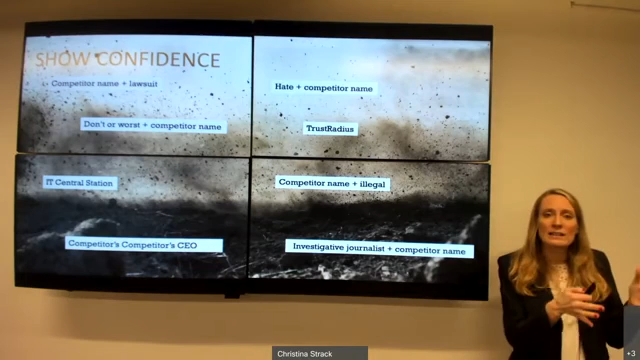 SHOW CONFIDENCE
Competitor name + lawsuit
Hate + competitor name
Don't or worst + competitor name
TrustRadius
IT Central Station
Competitor name + illegal
Competitor's Competitor's CEO
Investigative journalist + competitor name
Christina Strack
+3